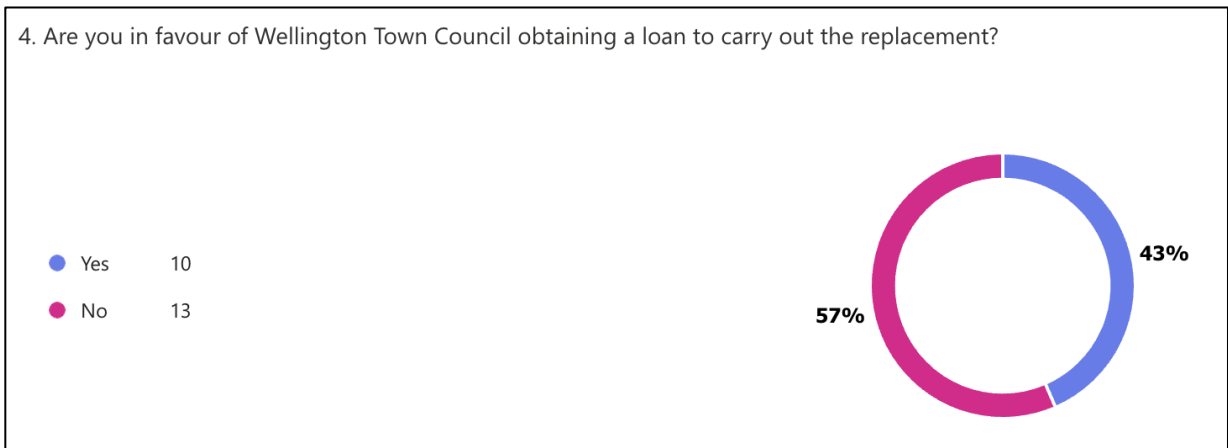 4. Are you in favour of Wellington Town Council obtaining a loan to carry out the replacement?
Yes 10
No 13
43%
57%